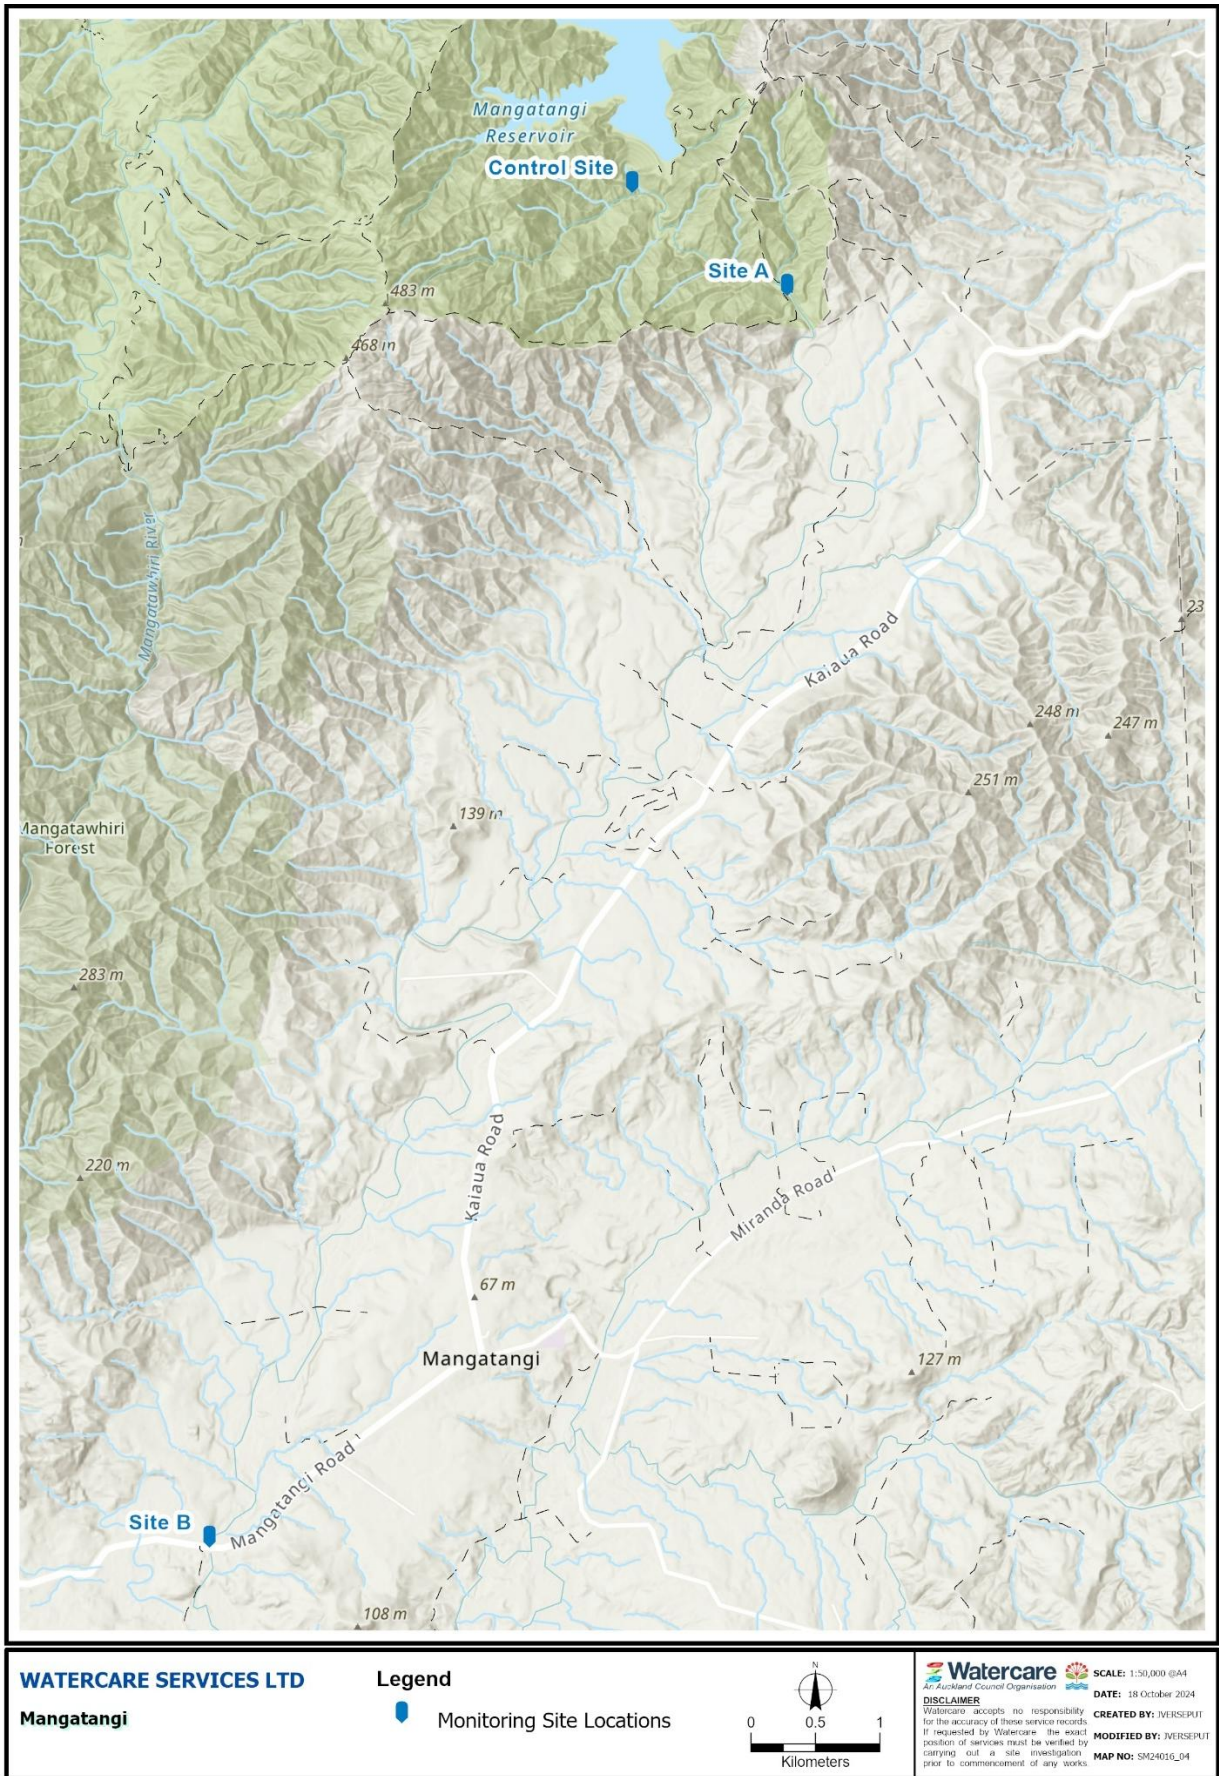 Mangatangi
Reservoir
Control Site
Site A
483 m
468 m
Mangatawhiri River
Kaiaua Road
248 m
247 m
251 m
139 m
Mangatawhiri
Forest
283 m
Kaiaua Road
220 m
Miranda Road
67 m
Mangatangi
127 m
Site B
Mangatangi Road
108 m
WATERCARE SERVICES LTD
Mangatangi
Legend
Monitoring Site Locations
N
0 0.5 1
Kilometers
Watercare
An Auckland Council Organisation
DISCLAIMER
Watercare accepts no responsibility
for the accuracy of these service records
If requested by Watercare the exact
position of services must be verified by
carrying out a site investigation
prior to commencement of any works
SCALE: 1:50,000 @A4
DATE: 18 October 2024
CREATED BY: JVERSEPUT
MODIFIED BY: JVERSEPUT
MAP NO: SM24016_04